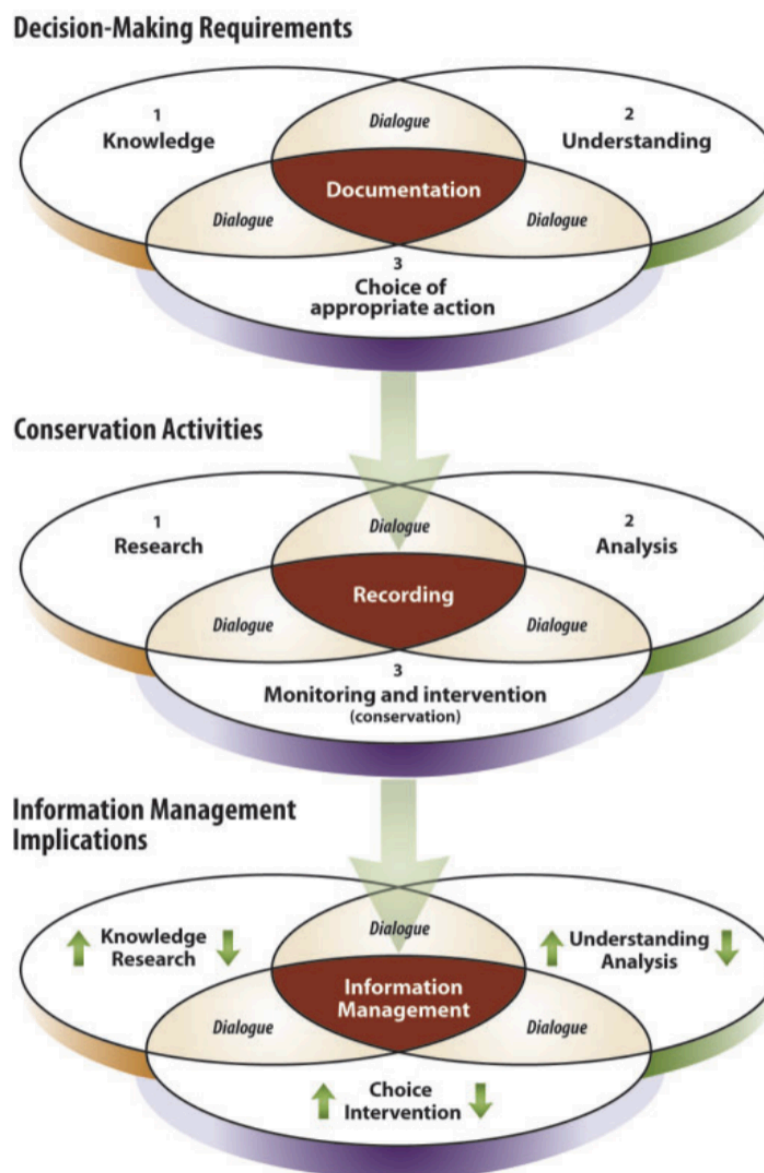 Decision-Making Requirements
1
Knowledge
Dialogue
2
Understanding
Documentation
Dialogue
Dialogue
3
Choice of
appropriate action
Conservation Activities
1
Research
Dialogue
2
Analysis
Recording
Dialogue
Dialogue
3
Monitoring and intervention
(conservation)
Information Management
Implications
Knowledge
Research
Dialogue
Understanding
Analysis
Information
Management
Dialogue
Dialogue
Choice
Intervention